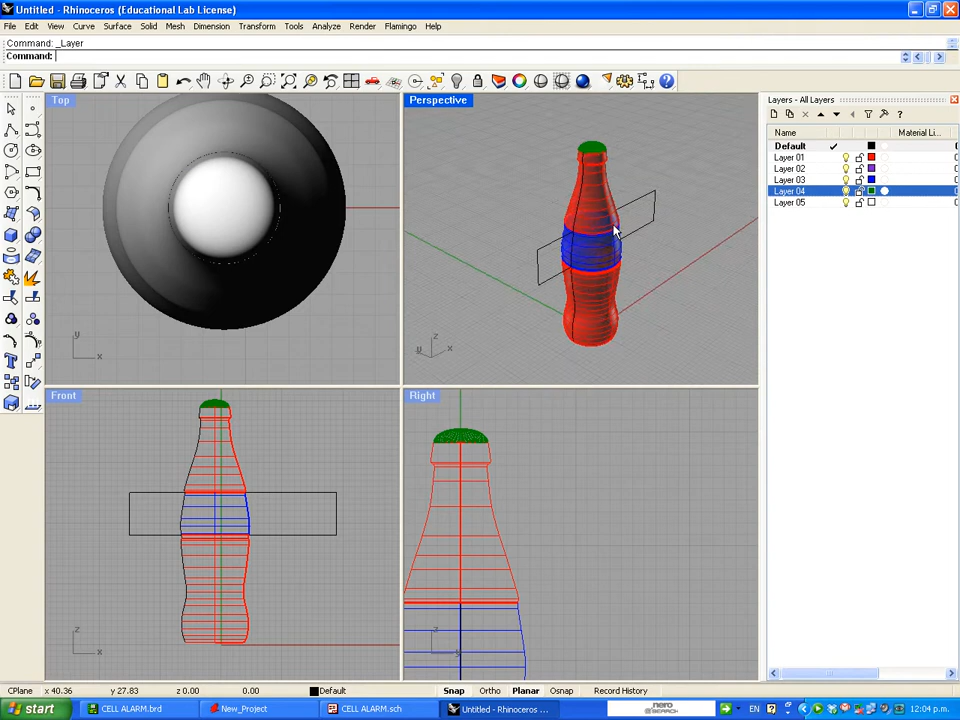 Untitled - Rhinoceros (Educational Lab License)
File Edit View Curve Surface Solid Mesh Dimension Transform Tools Analyze Render Flamingo Help
Command: _Layer
Command:
Top
Perspective
Layers - All Layers
Name Material Li...
Default
Layer 01
Layer 02
Layer 03
Layer 04
Layer 05
y
x
z
y x
Front
Right
z
x
z
y
CPlane x 40.36 y 27.83 z 0.00 0.00 Default Snap Ortho Planar Osnap Record History
start CELL ALARM.brd New_Project CELL ALARM.sch Untitled - Rhinoceros ... nero SEARCH EN 12:04 p.m.